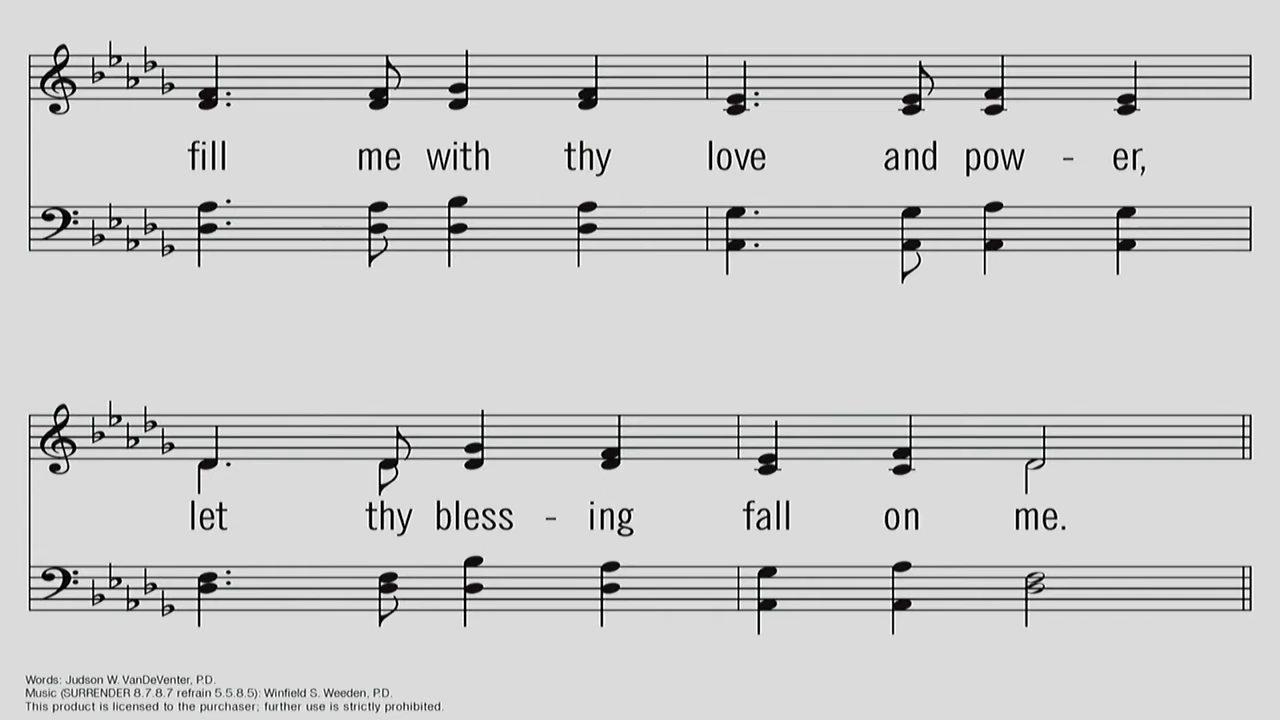 fill me with thy love and pow - er,
let thy bless - ing fall on me.
Words: Judson W. VanDeVenter, P.D.
Music (SURRENDER 8.7.8.7 refrain 5.5.8.5): Winfield S. Weeden, P.D.
This product is licensed to the purchaser; further use is strictly prohibited.